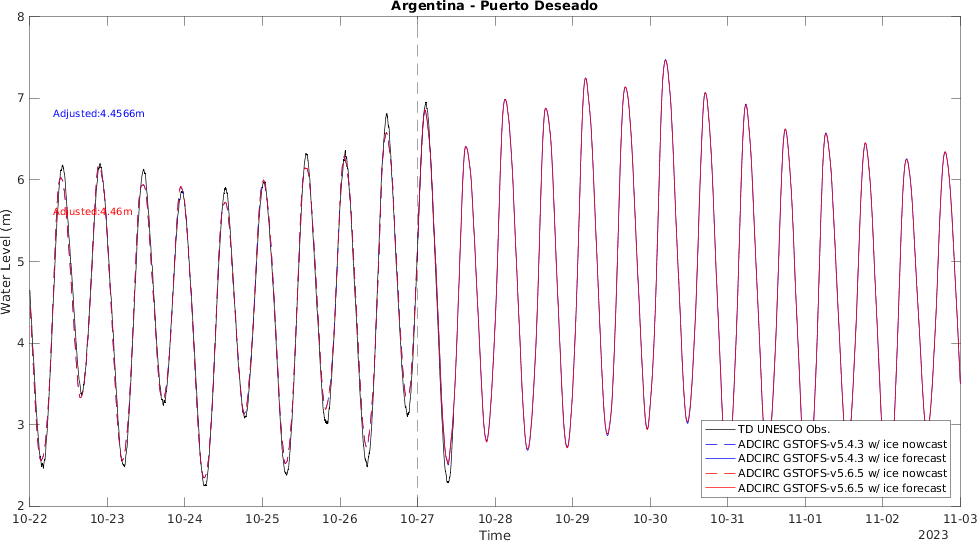 Argentina - Puerto Deseado
8
7
6
5
4
3
2
Water Level (m)
Adjusted:4.4566m
Adjusted:4.46m
TD UNESCO Obs.
ADCIRC GSTOFS-v5.4.3 w/ ice nowcast
ADCIRC GSTOFS-v5.4.3 w/ ice forecast
ADCIRC GSTOFS-v5.6.5 w/ ice nowcast
ADCIRC GSTOFS-v5.6.5 w/ ice forecast
10-22 10-23 10-24 10-25 10-26 10-27 10-28 10-29 10-30 10-31 11-01 11-02 11-03
Time
2023